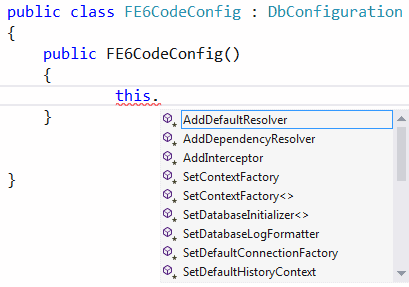 public class FE6CodeConfig : DbConfiguration
{
public FE6CodeConfig()
{
this.
}
}
AddDefaultResolver
AddDependencyResolver
AddInterceptor
SetContextFactory
SetContextFactory<>
SetDatabaseInitializer<>
SetDatabaseLogFormatter
SetDefaultConnectionFactory
SetDefaultHistoryContext